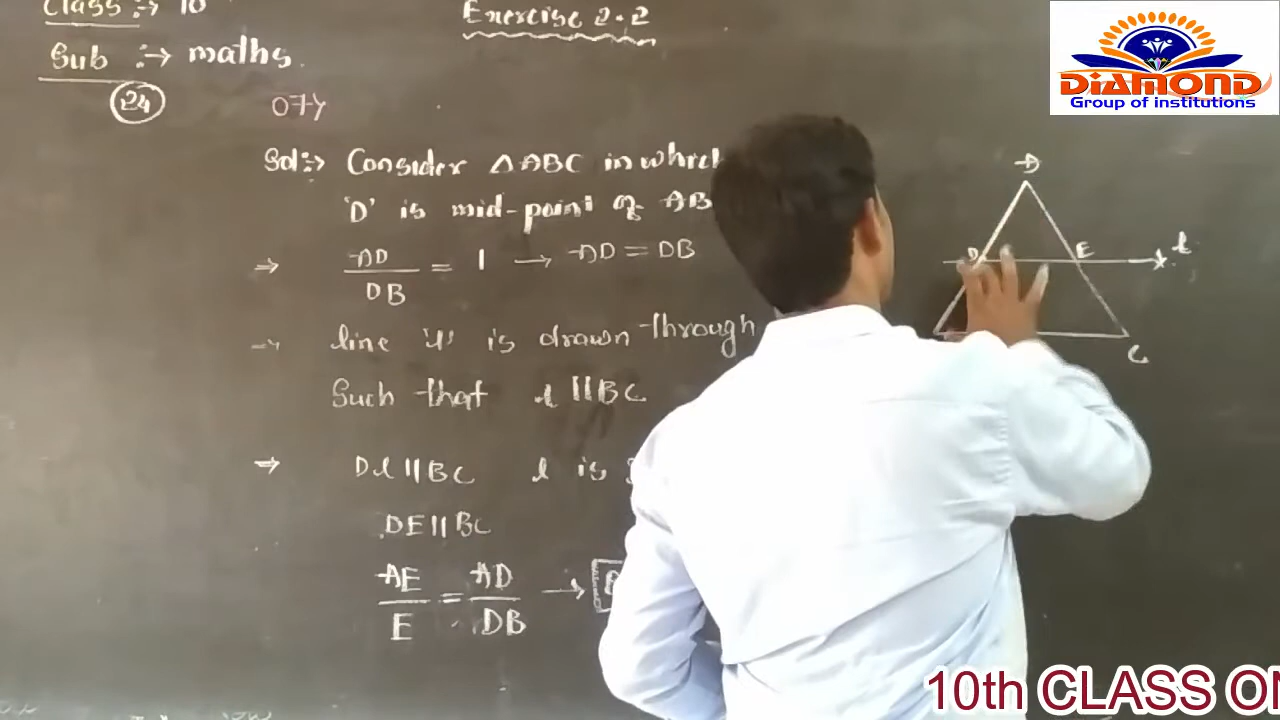 Class :→ 10
Exercise 2.2
Sub :→ maths.
24
07y
Sol :→ Consider △ABC in which
'D' is mid-point of AB
⇒ AD/DB = 1 → AD = DB
line 'l' is drawn through
Such that l || BC
⇒ Dl || BC l is
DE || BC
AE/E = AD/DB →
D E l
C
DIAMOND
Group of institutions
10th CLASS ON